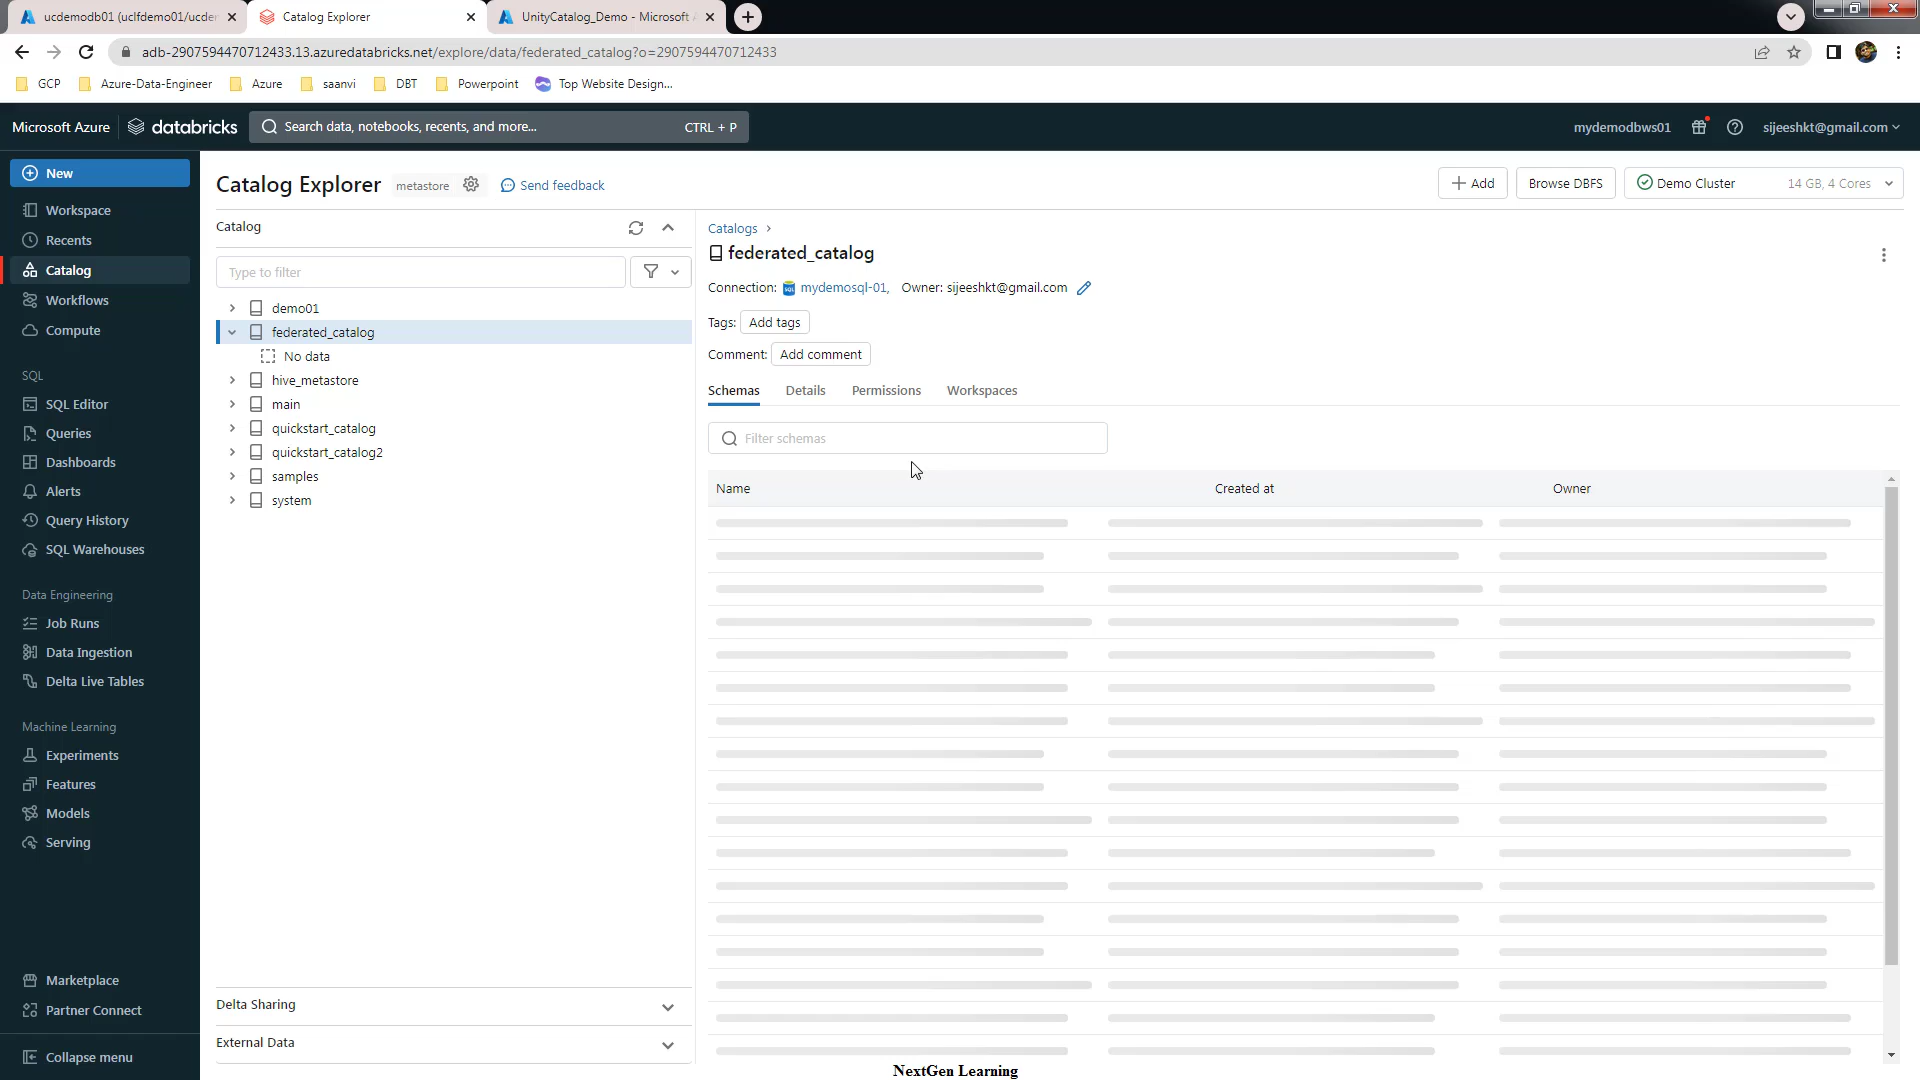 ucdemodb01 (uclfdemo01/ucder
Catalog Explorer
UnityCatalog_Demo - Microsoft
adb-2907594470712433.13.azuredatabricks.net/explore/data/federated_catalog?o=2907594470712433
GCP
Azure-Data-Engineer
Azure
saanvi
DBT
Powerpoint
Top Website Design...
Microsoft Azure
databricks
Search data, notebooks, recents, and more...
CTRL + P
mydemodbws01
sijeeshkt@gmail.com
New
Workspace
Recents
Catalog
Workflows
Compute
SQL
SQL Editor
Queries
Dashboards
Alerts
Query History
SQL Warehouses
Data Engineering
Job Runs
Data Ingestion
Delta Live Tables
Machine Learning
Experiments
Features
Models
Serving
Marketplace
Partner Connect
Collapse menu
Catalog Explorer
metastore
Send feedback
Add
Browse DBFS
Demo Cluster
14 GB, 4 Cores
Catalog
Type to filter
demo01
federated_catalog
No data
hive_metastore
main
quickstart_catalog
quickstart_catalog2
samples
system
Delta Sharing
External Data
Catalogs ›
federated_catalog
Connection: mydemosql-01, Owner: sijeeshkt@gmail.com
Tags: Add tags
Comment: Add comment
Schemas
Details
Permissions
Workspaces
Filter schemas
Name
Created at
Owner
NextGen Learning